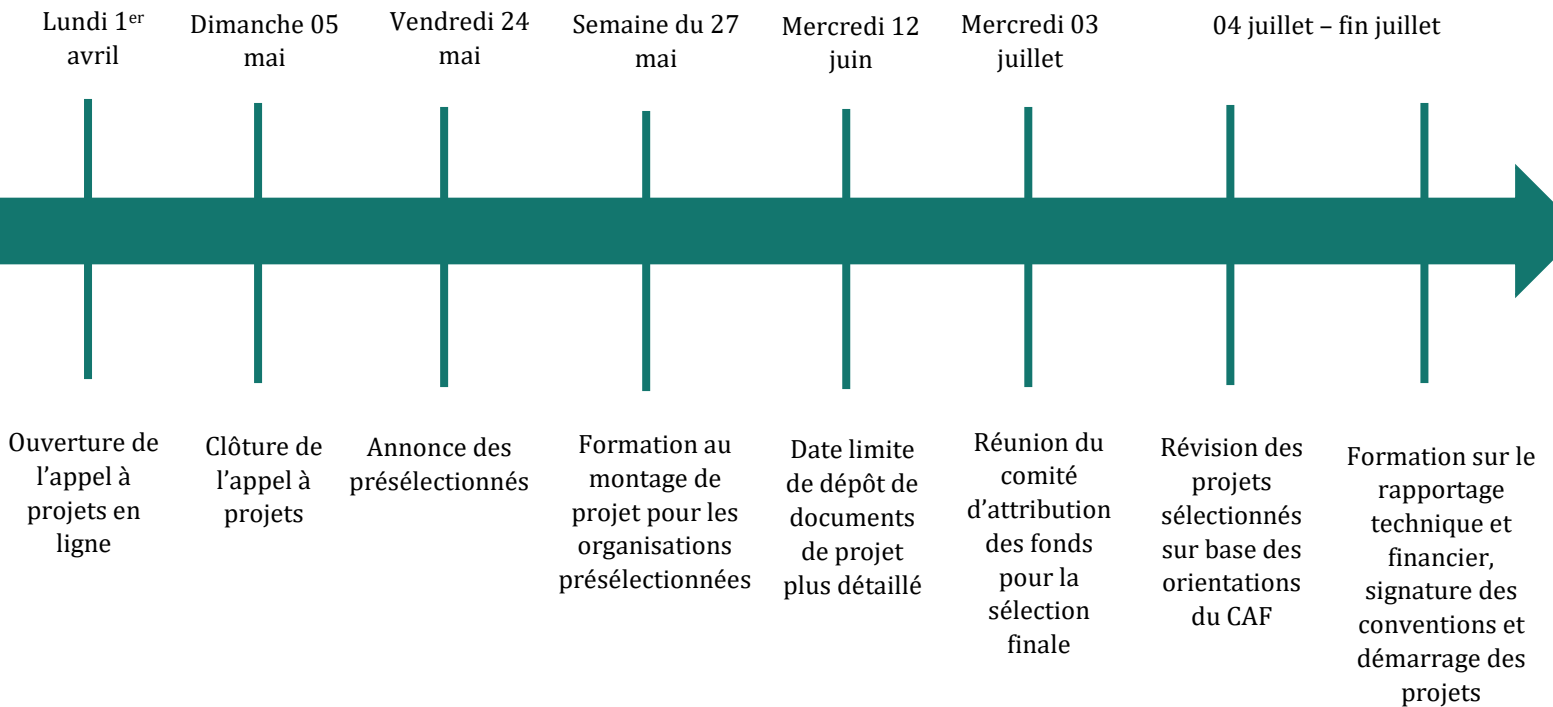 Lundi 1er
avril
Dimanche 05
mai
Vendredi 24
mai
Semaine du 27
mai
Mercredi 12
juin
Mercredi 03
juillet
04 juillet – fin juillet
Ouverture de
l’appel à
projets en
ligne
Clôture de
l’appel à
projets
Annonce des
présélectionnés
Formation au
montage de
projet pour les
organisations
présélectionnées
Date limite
de dépôt de
documents
de projet
plus détaillé
Réunion du
comité
d’attribution
des fonds
pour la
sélection
finale
Révision des
projets
sélectionnés
sur base des
orientations
du CAF
Formation sur le
rapportage
technique et
financier,
signature des
conventions et
démarrage des
projets